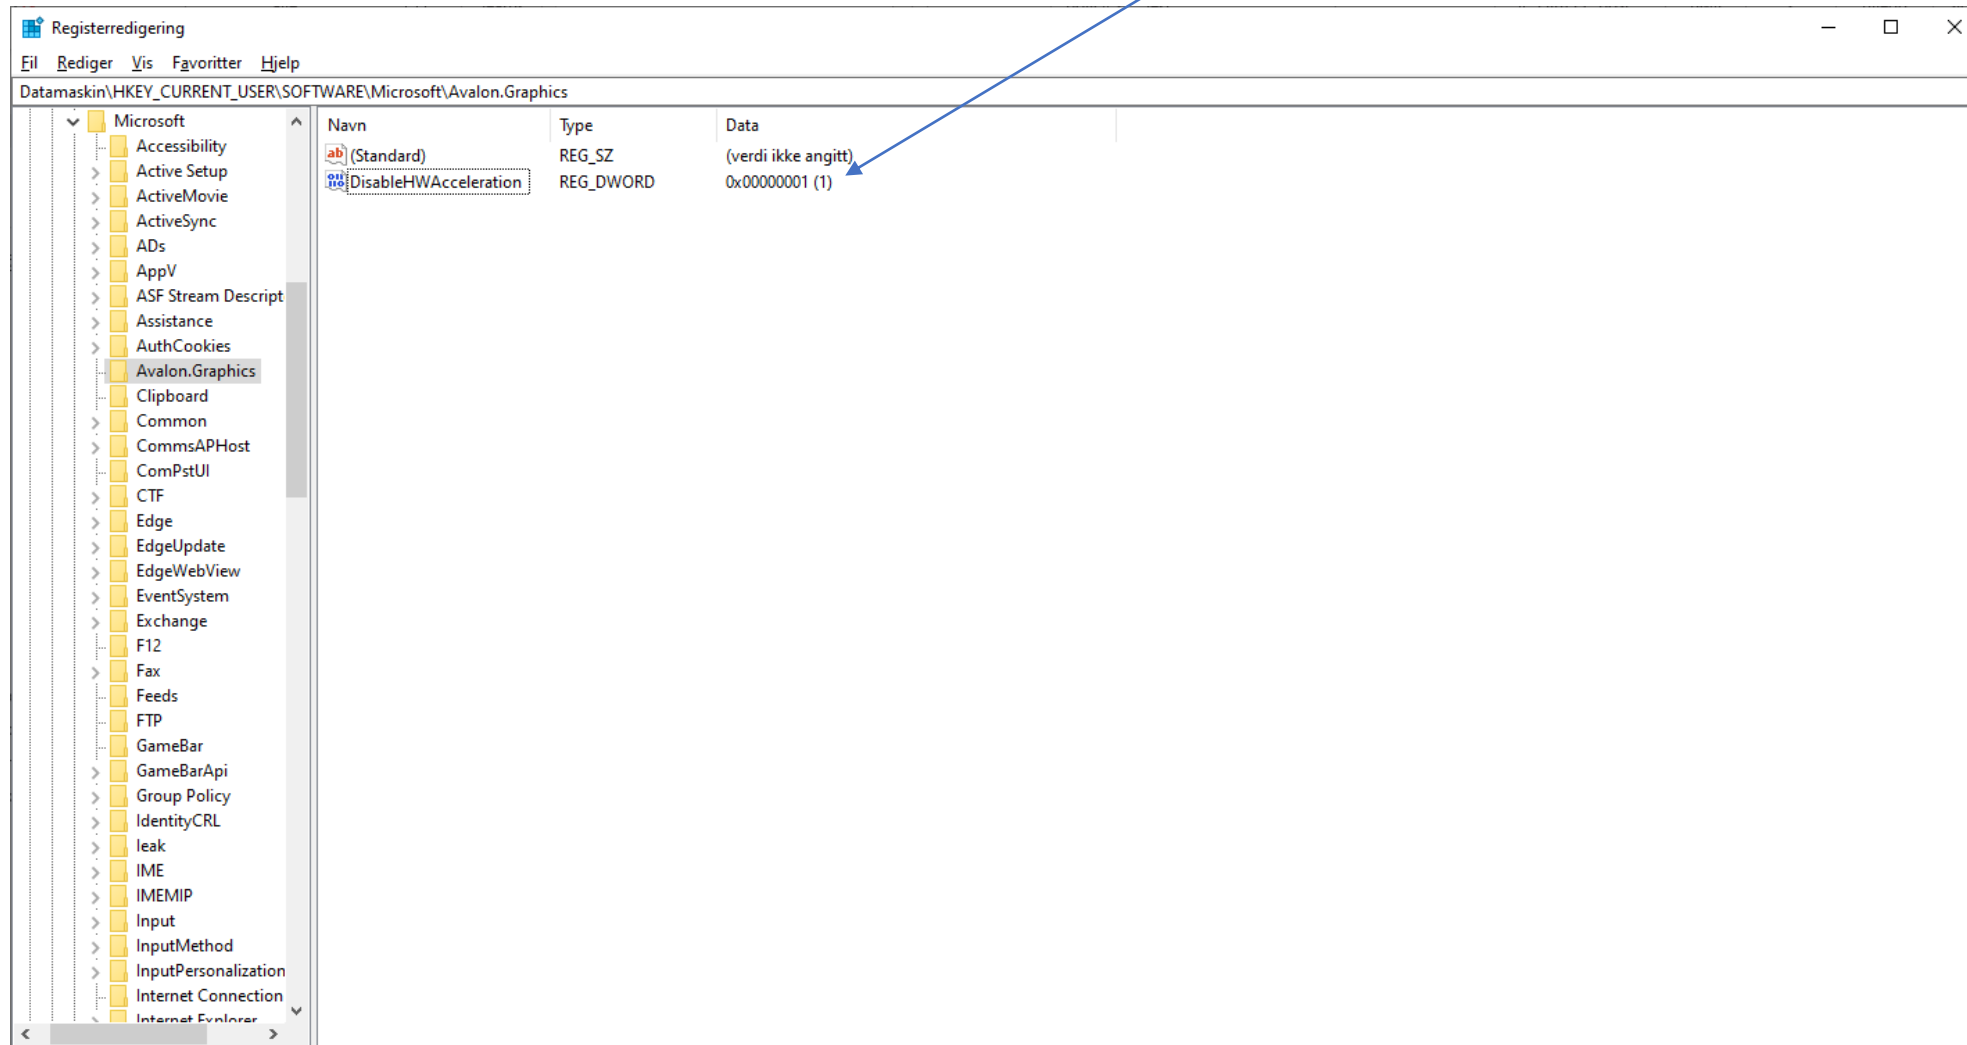 Registerredigering
Fil Rediger Vis Favoritter Hjelp
Datamaskin\HKEY_CURRENT_USER\SOFTWARE\Microsoft\Avalon.Graphics
Microsoft
Accessibility
Active Setup
ActiveMovie
ActiveSync
ADs
AppV
ASF Stream Descript
Assistance
AuthCookies
Avalon.Graphics
Clipboard
Common
CommsAPHost
ComPstUI
CTF
Edge
EdgeUpdate
EdgeWebView
EventSystem
Exchange
F12
Fax
Feeds
FTP
GameBar
GameBarApi
Group Policy
IdentityCRL
Ieak
IME
IMEMIP
Input
InputMethod
InputPersonalization
Internet Connection
Internet Explorer
Navn Type Data
(Standard) REG_SZ (verdi ikke angitt)
DisableHWAcceleration REG_DWORD 0x00000001 (1)